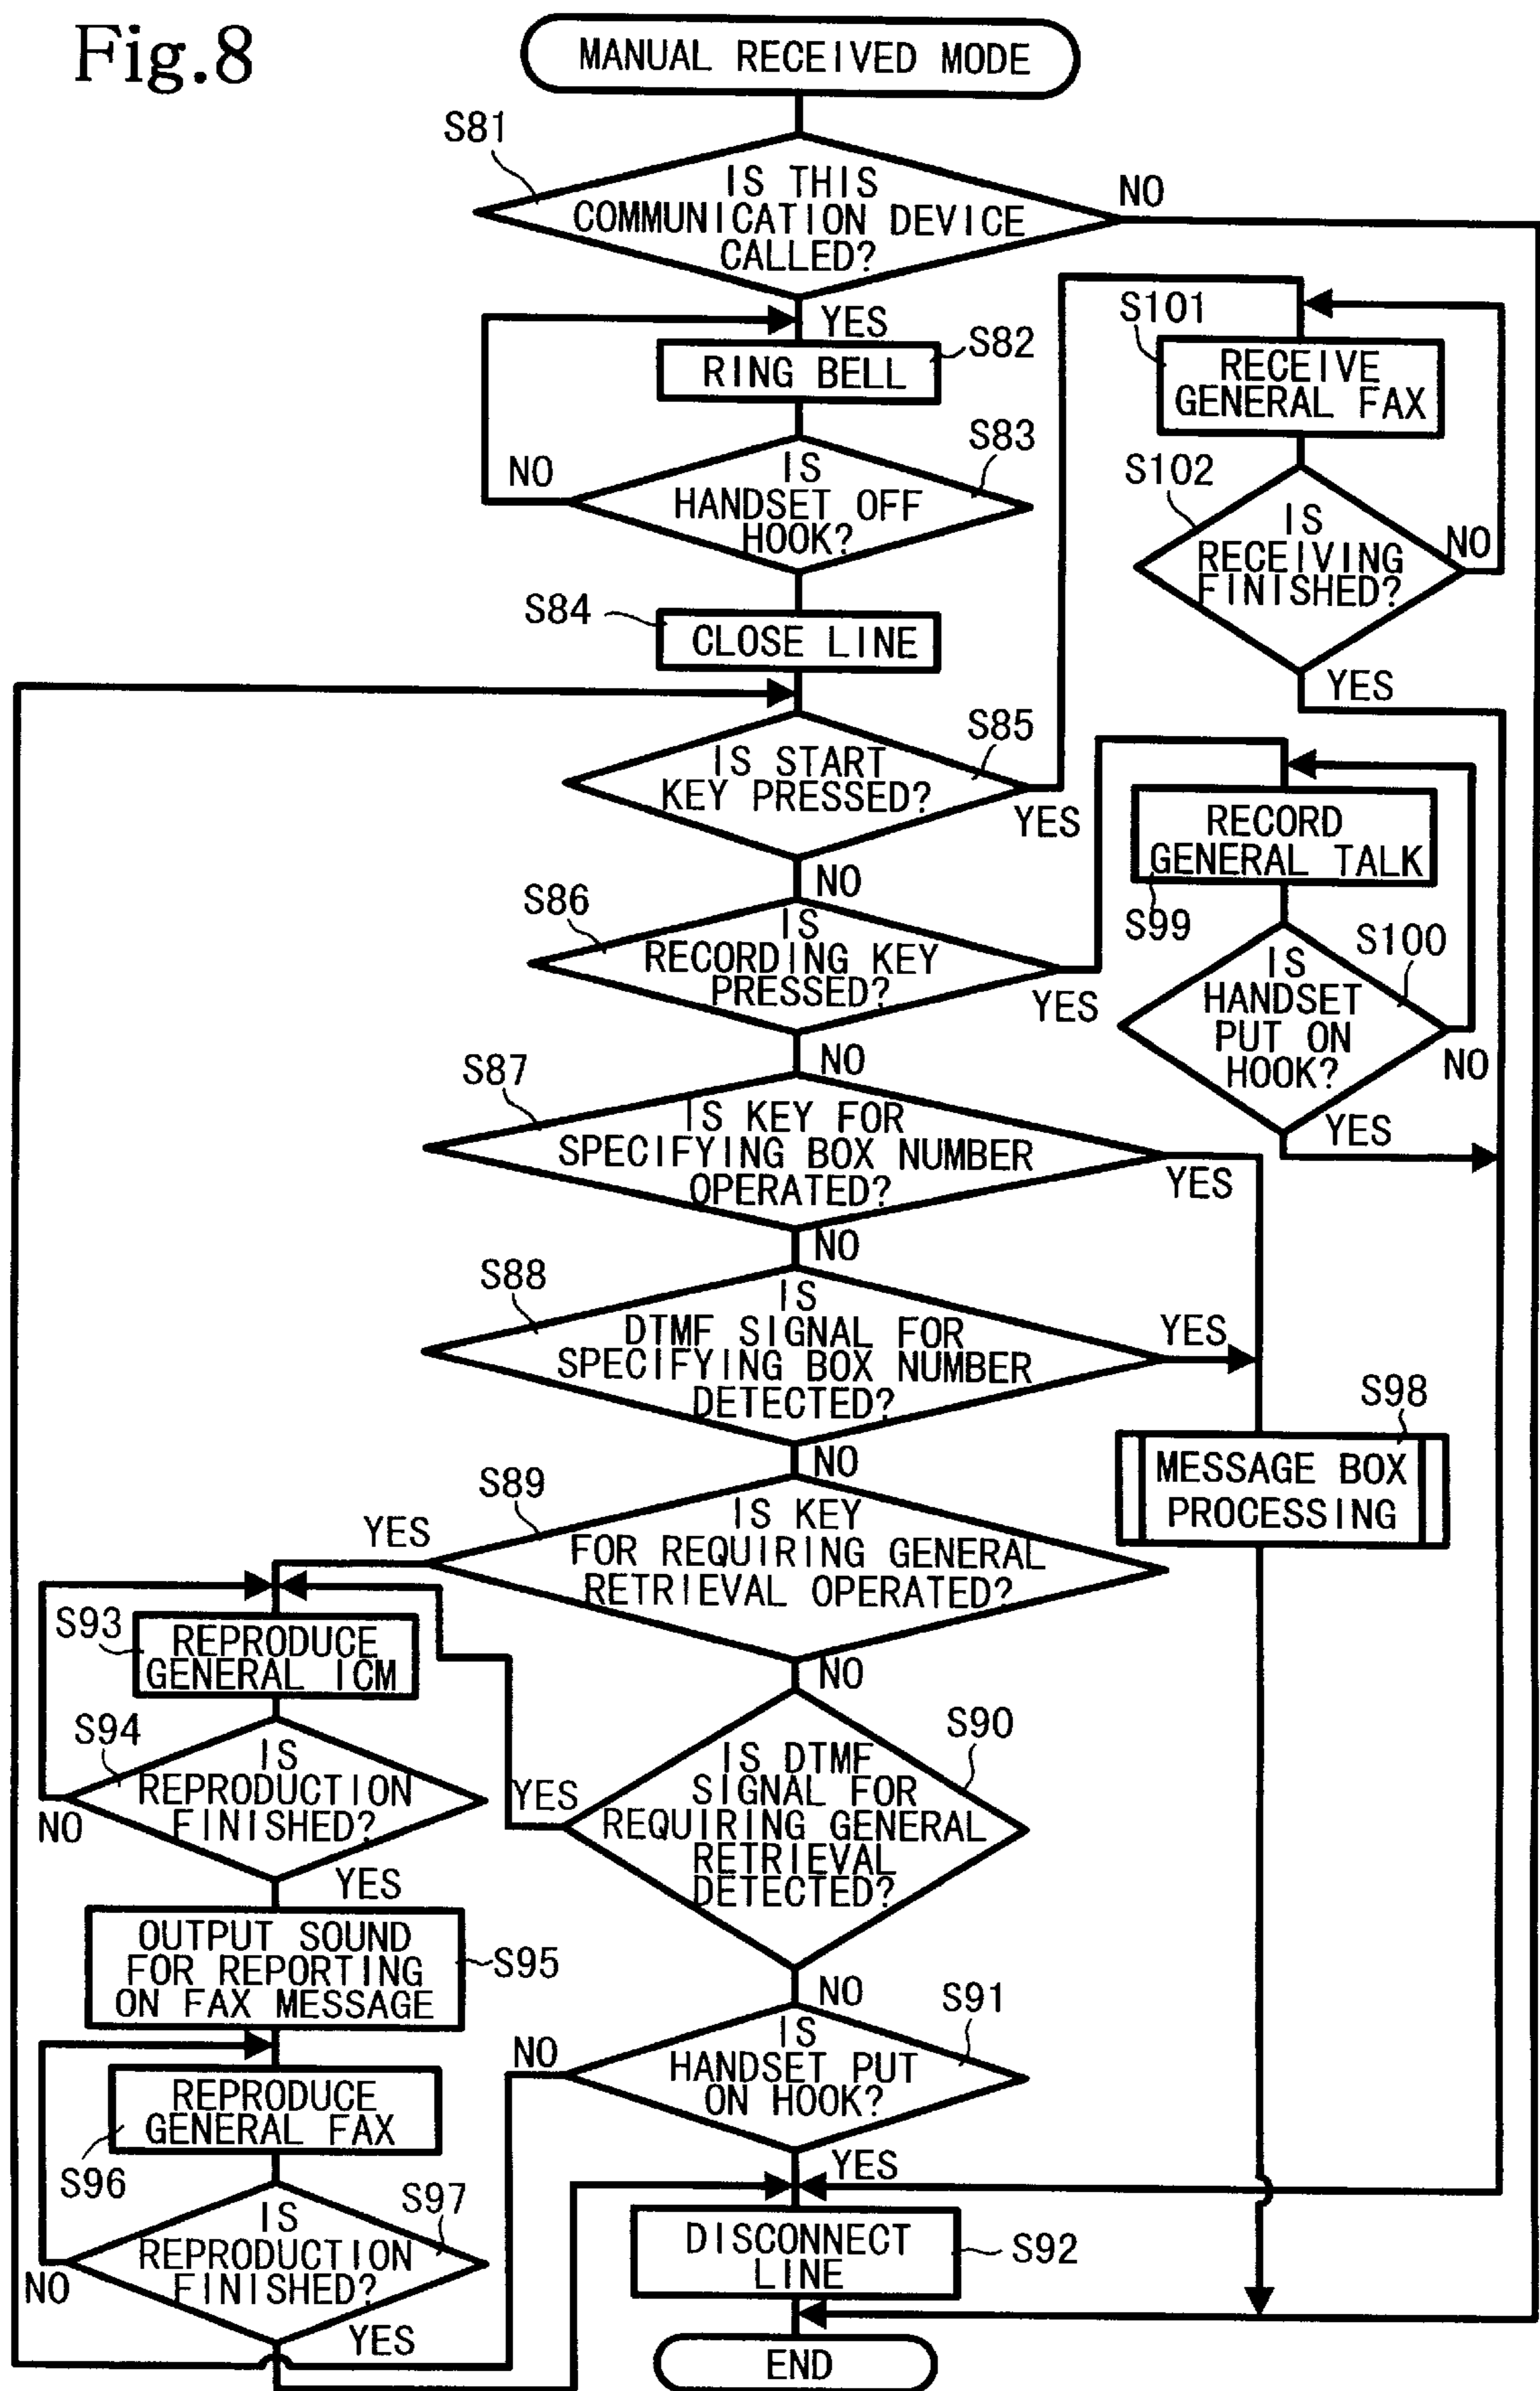 Fig.8
MANUAL RECEIVED MODE
S81
IS THIS
COMMUNICATION DEVICE
CALLED?
NO
YES
S82
RING BELL
S83
IS
HANDSET OFF
HOOK?
NO
S84
CLOSE LINE
S101
RECEIVE
GENERAL FAX
S102
IS
RECEIVING
FINISHED?
NO
YES
S85
IS START
KEY PRESSED?
YES
NO
S86
IS
RECORDING KEY
PRESSED?
YES
NO
RECORD
GENERAL TALK
S99
S100
IS
HANDSET
PUT ON
HOOK?
NO
YES
S87
IS KEY FOR
SPECIFYING BOX NUMBER
OPERATED?
YES
NO
S88
IS
DTMF SIGNAL FOR
SPECIFYING BOX NUMBER
DETECTED?
YES
NO
S98
MESSAGE BOX
PROCESSING
S89
IS KEY
FOR REQUIRING GENERAL
RETRIEVAL OPERATED?
YES
NO
S93
REPRODUCE
GENERAL ICM
S94
IS
REPRODUCTION
FINISHED?
NO
YES
S90
IS DTMF
SIGNAL FOR
REQUIRING GENERAL
RETRIEVAL
DETECTED?
YES
NO
OUTPUT SOUND
FOR REPORTING
ON FAX MESSAGE
S95
S91
IS
HANDSET PUT
ON HOOK?
NO
YES
REPRODUCE
GENERAL FAX
S96
S97
IS
REPRODUCTION
FINISHED?
NO
YES
DISCONNECT
LINE
S92
END